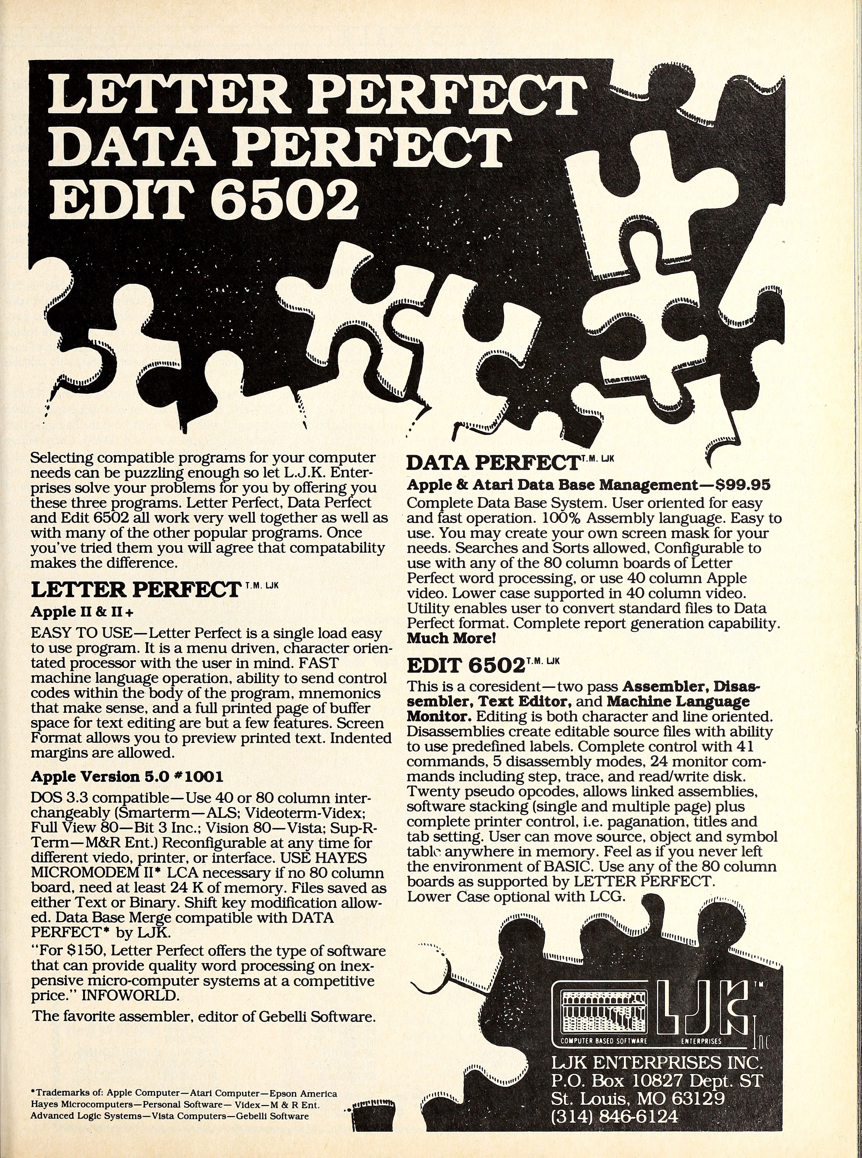 LETTER PERFECT
DATA PERFECT
EDIT 6502
Selecting compatible programs for your computer
needs can be puzzling enough so let L.J.K. Enter-
prises solve your problems for you by offering you
these three programs. Letter Perfect, Data Perfect
and Edit 6502 all work very well together as well as
with many of the other popular programs. Once
you've tried them you will agree that compatability
makes the difference.
LETTER PERFECT T.M. LJK
Apple II & II+
EASY TO USE—Letter Perfect is a single load easy
to use program. It is a menu driven, character orien-
tated processor with the user in mind. FAST
machine language operation, ability to send control
codes within the body of the program, mnemonics
that make sense, and a full printed page of buffer
space for text editing are but a few features. Screen
Format allows you to preview printed text. Indented
margins are allowed.
Apple Version 5.0 #1001
DOS 3.3 compatible—Use 40 or 80 column inter-
changeably (Smarterm—ALS; Videoterm-Videx;
Full View 80—Bit 3 Inc.; Vision 80—Vista; Sup-R-
Term—M&R Ent.) Reconfigurable at any time for
different viedo, printer, or interface. USE HAYES
MICROMODEM II* LCA necessary if no 80 column
board, need at least 24 K of memory. Files saved as
either Text or Binary. Shift key modification allow-
ed. Data Base Merge compatible with DATA
PERFECT* by LJK.
"For $150, Letter Perfect offers the type of software
that can provide quality word processing on inex-
pensive micro-computer systems at a competitive
price." INFOWORLD.
The favorite assembler, editor of Gebelli Software.
*Trademarks of: Apple Computer—Atari Computer—Epson America
Hayes Microcomputers—Personal Software— Videx—M & R Ent.
Advanced Logic Systems—Vista Computers—Gebelli Software
DATA PERFECT T.M. LJK
Apple & Atari Data Base Management—$99.95
Complete Data Base System. User oriented for easy
and fast operation. 100% Assembly language. Easy to
use. You may create your own screen mask for your
needs. Searches and Sorts allowed, Configurable to
use with any of the 80 column boards of Letter
Perfect word processing, or use 40 column Apple
video. Lower case supported in 40 column video.
Utility enables user to convert standard files to Data
Perfect format. Complete report generation capability.
Much More!
EDIT 6502 T.M. LJK
This is a coresident—two pass Assembler, Disas-
sembler, Text Editor, and Machine Language
Monitor. Editing is both character and line oriented.
Disassemblies create editable source files with ability
to use predefined labels. Complete control with 41
commands, 5 disassembly modes, 24 monitor com-
mands including step, trace, and read/write disk.
Twenty pseudo opcodes, allows linked assemblies,
software stacking (single and multiple page) plus
complete printer control, i.e. paganation, titles and
tab setting. User can move source, object and symbol
table anywhere in memory. Feel as if you never left
the environment of BASIC. Use any of the 80 column
boards as supported by LETTER PERFECT.
Lower Case optional with LCG.
LJK TM
COMPUTER BASED SOFTWARE ENTERPRISES Inc
LJK ENTERPRISES INC.
P.O. Box 10827 Dept. ST
St. Louis, MO 63129
(314) 846-6124